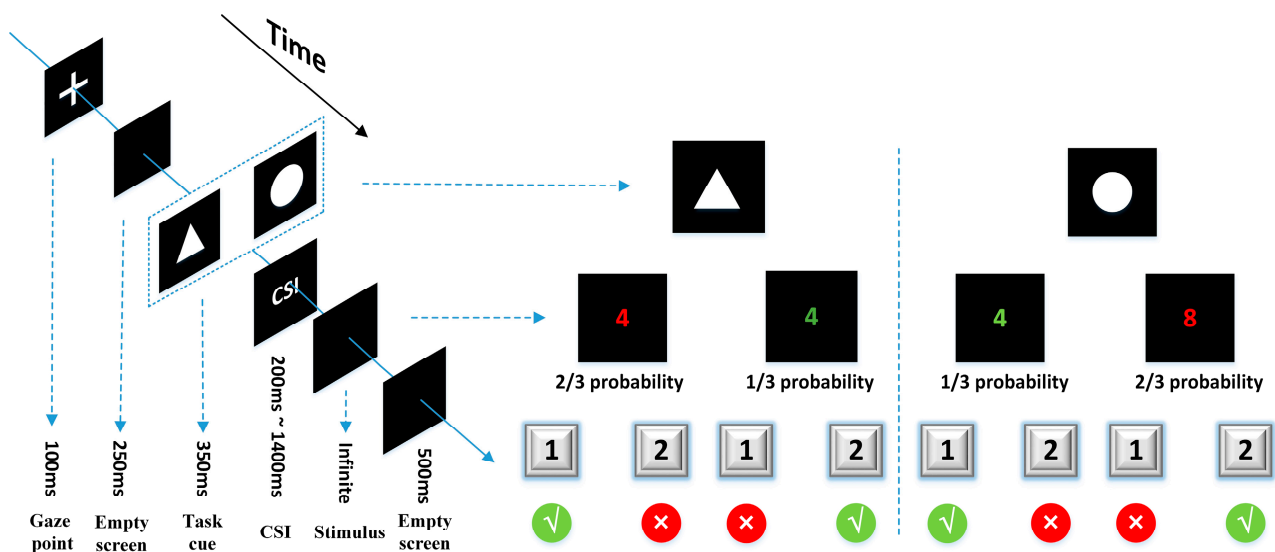 Time
CSI
4
4
4
8
2/3 probability
1/3 probability
1/3 probability
2/3 probability
1
2
1
2
1
2
1
2
√
×
×
√
√
×
×
√
100ms
250ms
350ms
200ms ~ 1400ms
Infinite
500ms
Gaze
point
Empty
screen
Task
cue
CSI
Stimulus
Empty
screen